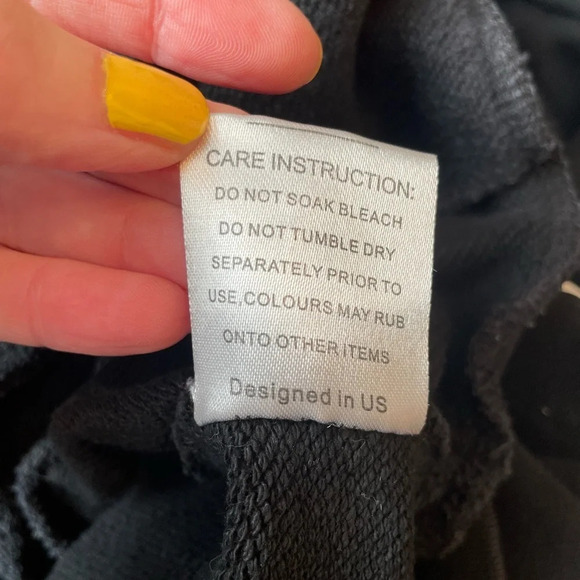 CARE INSTRUCTION:
DO NOT SOAK BLEACH
DO NOT TUMBLE DRY
SEPARATELY PRIOR TO
USE,COLOURS MAY RUB
ONTO OTHER ITEMS
Designed in US